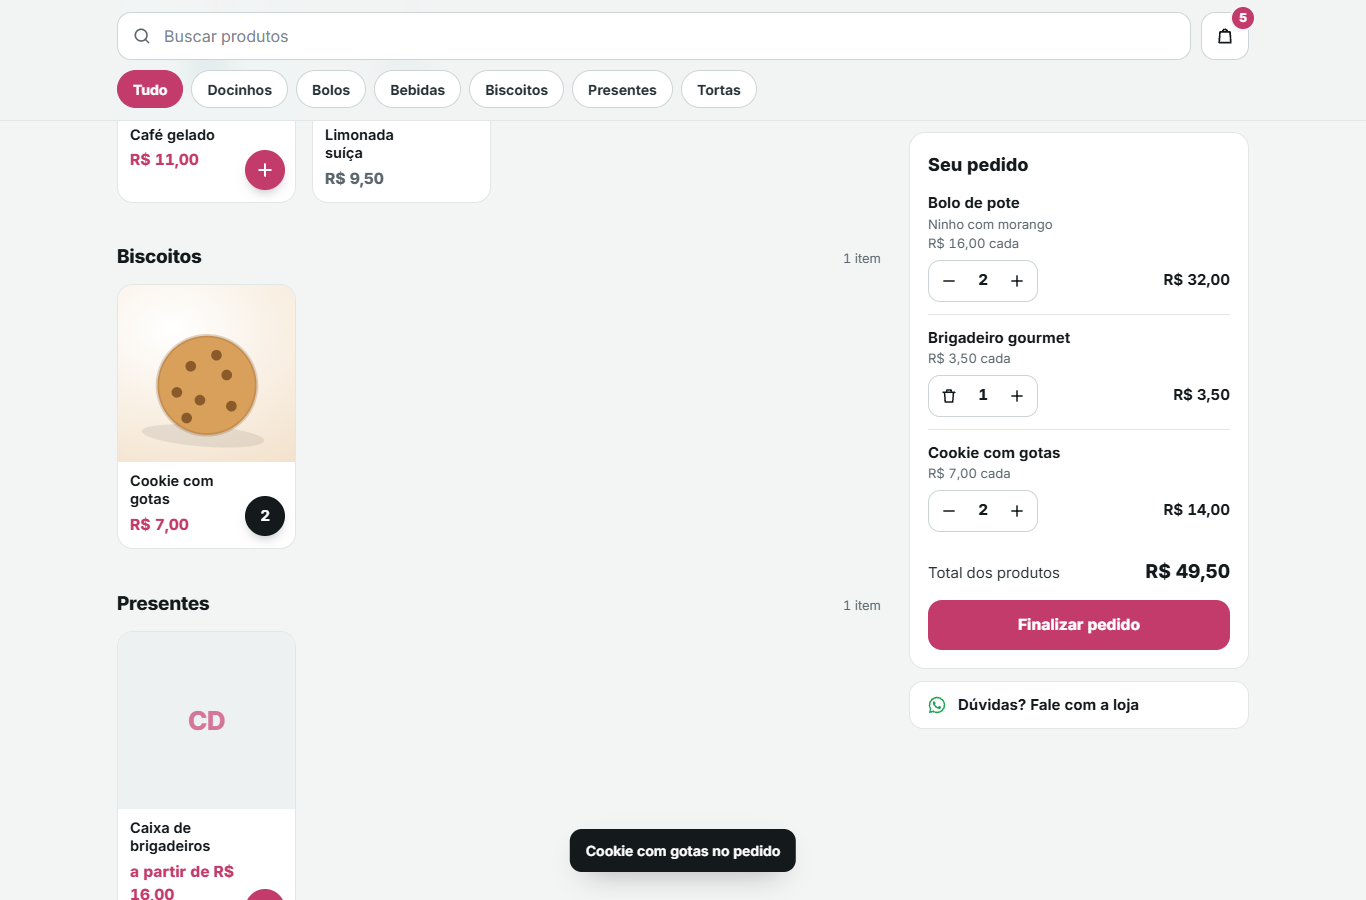 Buscar produtos
5
Tudo
Docinhos
Bolos
Bebidas
Biscoitos
Presentes
Tortas
Café gelado
R$ 11,00
Limonada
suíça
R$ 9,50
Biscoitos
1 item
Cookie com
gotas
R$ 7,00
2
Presentes
1 item
CD
Caixa de
brigadeiros
a partir de R$
16,00
Seu pedido
Bolo de pote
Ninho com morango
R$ 16,00 cada
2
R$ 32,00
Brigadeiro gourmet
R$ 3,50 cada
1
R$ 3,50
Cookie com gotas
R$ 7,00 cada
2
R$ 14,00
Total dos produtos
R$ 49,50
Finalizar pedido
Dúvidas? Fale com a loja
Cookie com gotas no pedido